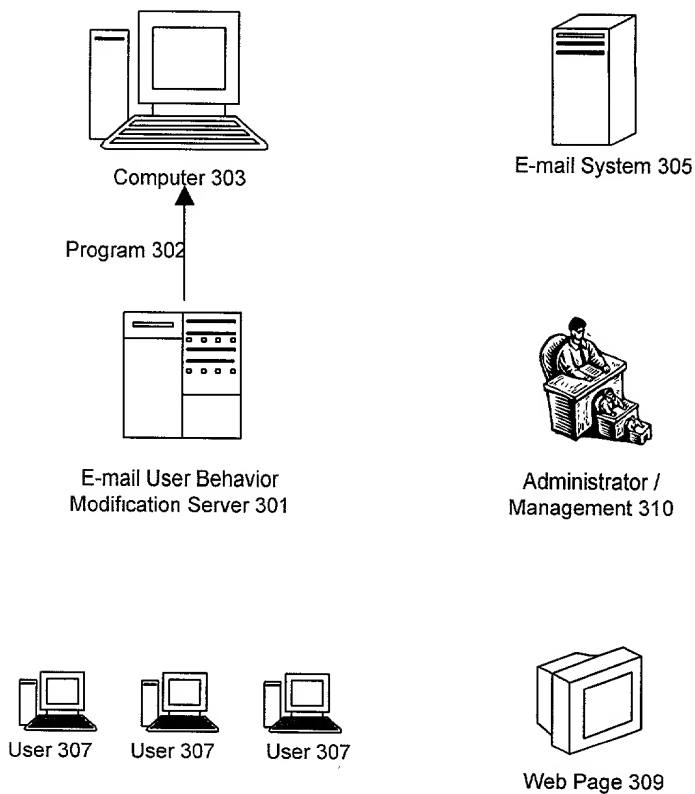 Computer 303
E-mail System 305
Program 302
E-mail User Behavior
Modification Server 301
Administrator /
Management 310
User 307
User 307
User 307
Web Page 309